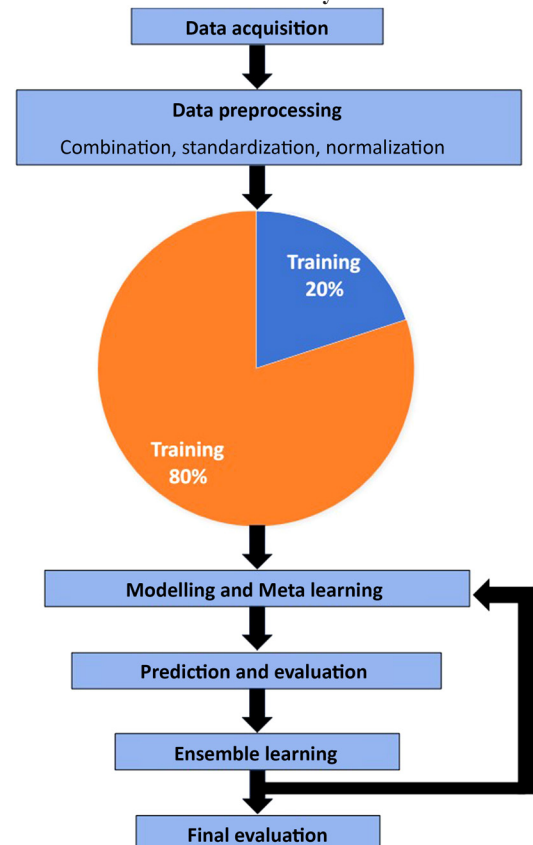 Data acquisition
Data preprocessing
Combination, standardization, normalization
Training
20%
Training
80%
Modelling and Meta learning
Prediction and evaluation
Ensemble learning
Final evaluation